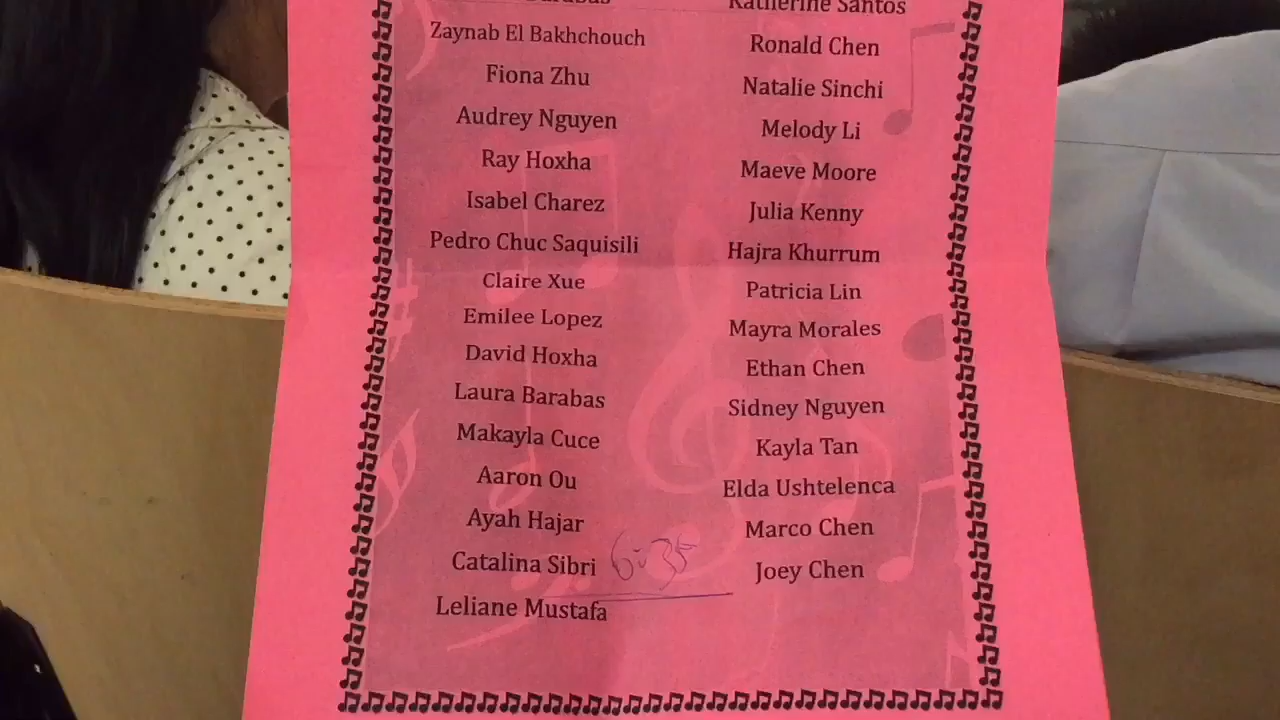 Katherine Santos
Zaynab El Bakhchouch
Fiona Zhu
Audrey Nguyen
Ray Hoxha
Isabel Charez
Pedro Chuc Saquisili
Claire Xue
Emilee Lopez
David Hoxha
Laura Barabas
Makayla Cuce
Aaron Ou
Ayah Hajar
Catalina Sibri 6:35
Leliane Mustafa
Ronald Chen
Natalie Sinchi
Melody Li
Maeve Moore
Julia Kenny
Hajra Khurrum
Patricia Lin
Mayra Morales
Ethan Chen
Sidney Nguyen
Kayla Tan
Elda Ushtelenca
Marco Chen
Joey Chen